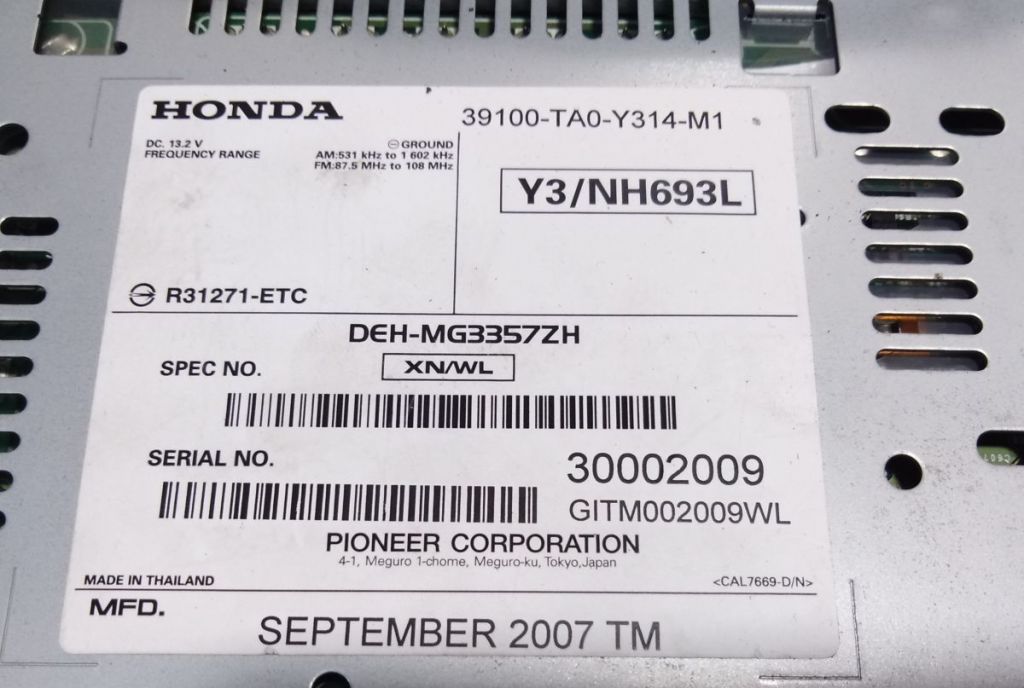 HONDA
39100-TA0-Y314-M1
DC. 13.2 V
⊖GROUND
FREQUENCY RANGE
AM:531 kHz to 1 602 kHz
FM:87.5 MHz to 108 MHz
Y3/NH693L
R31271-ETC
DEH-MG3357ZH
SPEC NO.
XN/WL
SERIAL NO.
30002009
GITM002009WL
PIONEER CORPORATION
4-1, Meguro 1-chome, Meguro-ku, Tokyo,Japan
MADE IN THAILAND
<CAL7669-D/N>
MFD.
SEPTEMBER 2007 TM